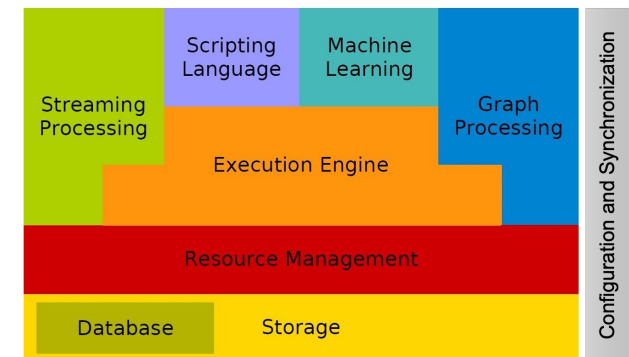 Scripting
Language
Machine
Learning
Streaming
Processing
Graph
Processing
Execution Engine
Resource Management
Database
Storage
Configuration and Synchronization